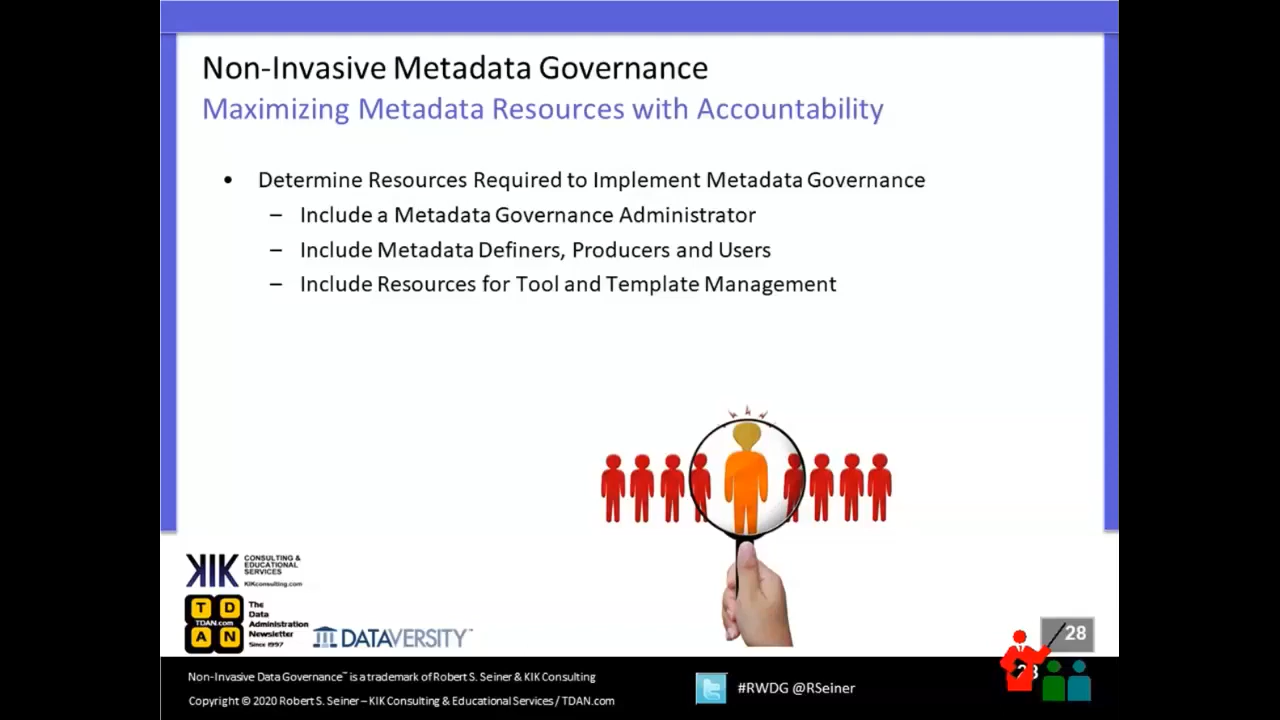 Non-Invasive Metadata Governance
Maximizing Metadata Resources with Accountability
• Determine Resources Required to Implement Metadata Governance
– Include a Metadata Governance Administrator
– Include Metadata Definers, Producers and Users
– Include Resources for Tool and Template Management
KIK CONSULTING &
EDUCATIONAL
SERVICES
KIKconsulting.com
T D
TDAN.com
A N
The
Data
Administration
Newsletter
Since 1997
DATAVERSITY™
28
28
Non-Invasive Data Governance™ is a trademark of Robert S. Seiner & KIK Consulting
Copyright © 2020 Robert S. Seiner – KIK Consulting & Educational Services / TDAN.com
#RWDG @RSeiner